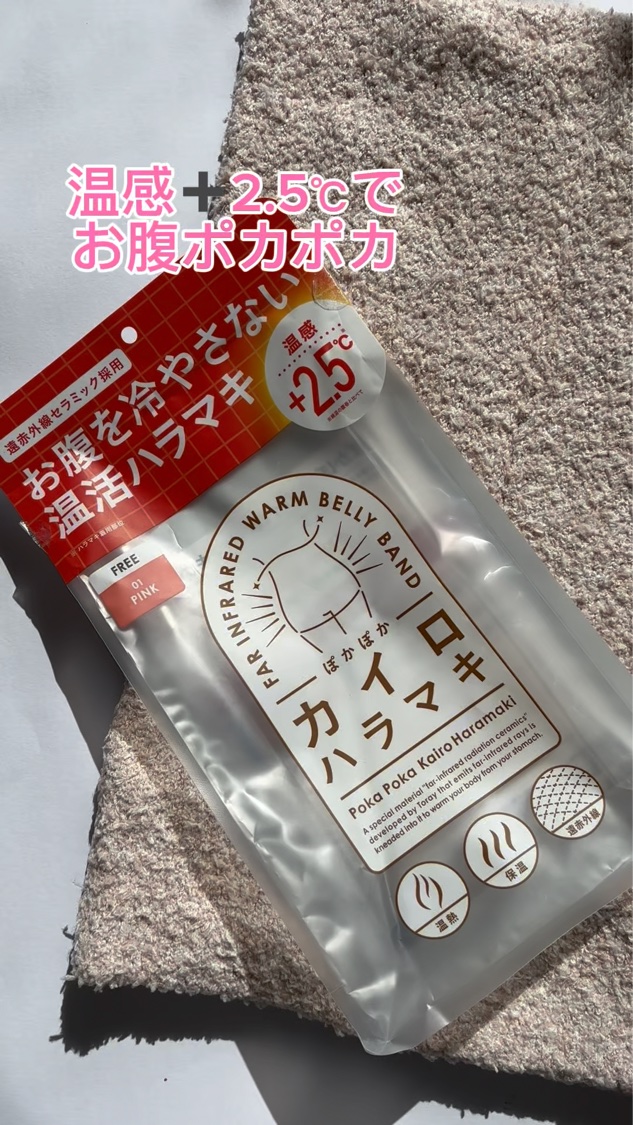 温感➕2.5℃で
お腹ポカポカ
遠赤外線セラミック採用
お腹を冷やさない
温活ハラマキ
温感
+2.5℃
FREE
01
PINK
FAR INFRARED WARM BELLY BAND
ぽかぽか
カイロ
ハラマキ
Poka Poka Kairo Haramaki
A special material "far-infrared radiation ceramics"
developed by Toray that emits far-infrared rays is
kneaded into it to warm your body from your stomach.
温熱
保温
遠赤外線